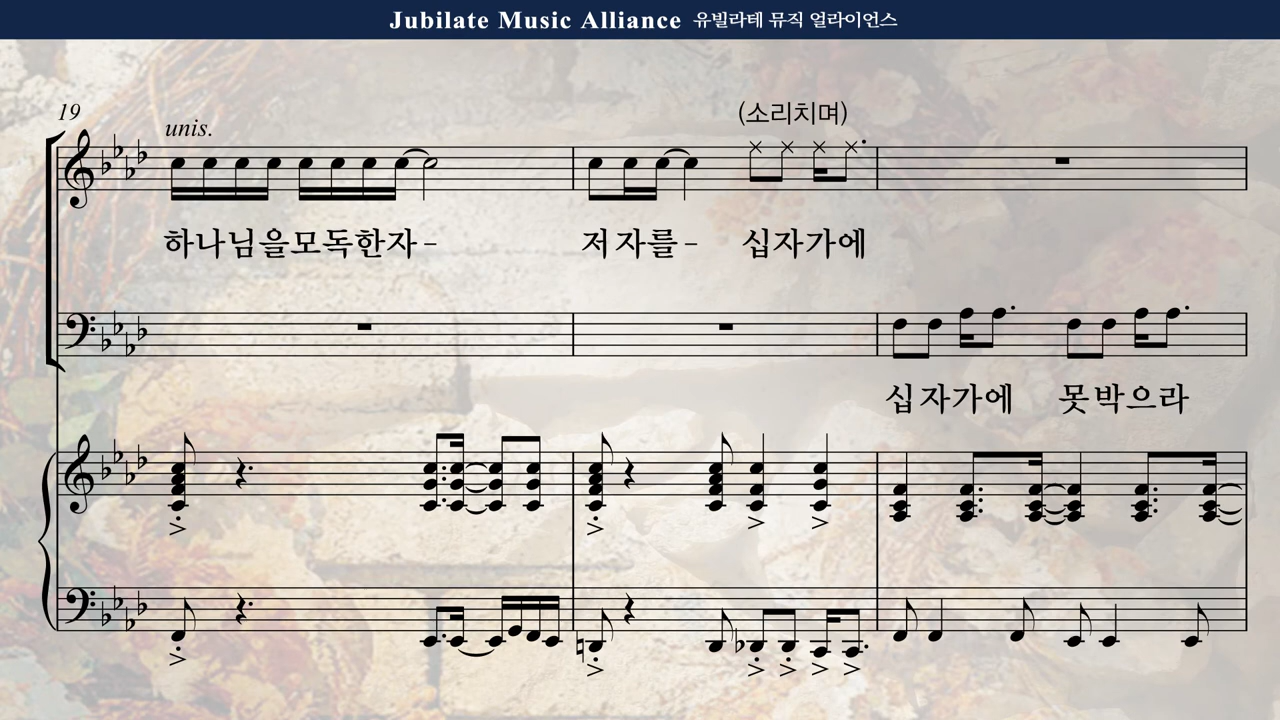 Jubilate Music Alliance 유빌라테 뮤직 얼라이언스
19
unis.
(소리치며)
하나님을모독한자- 저자를- 십자가에
십자가에 못박으라